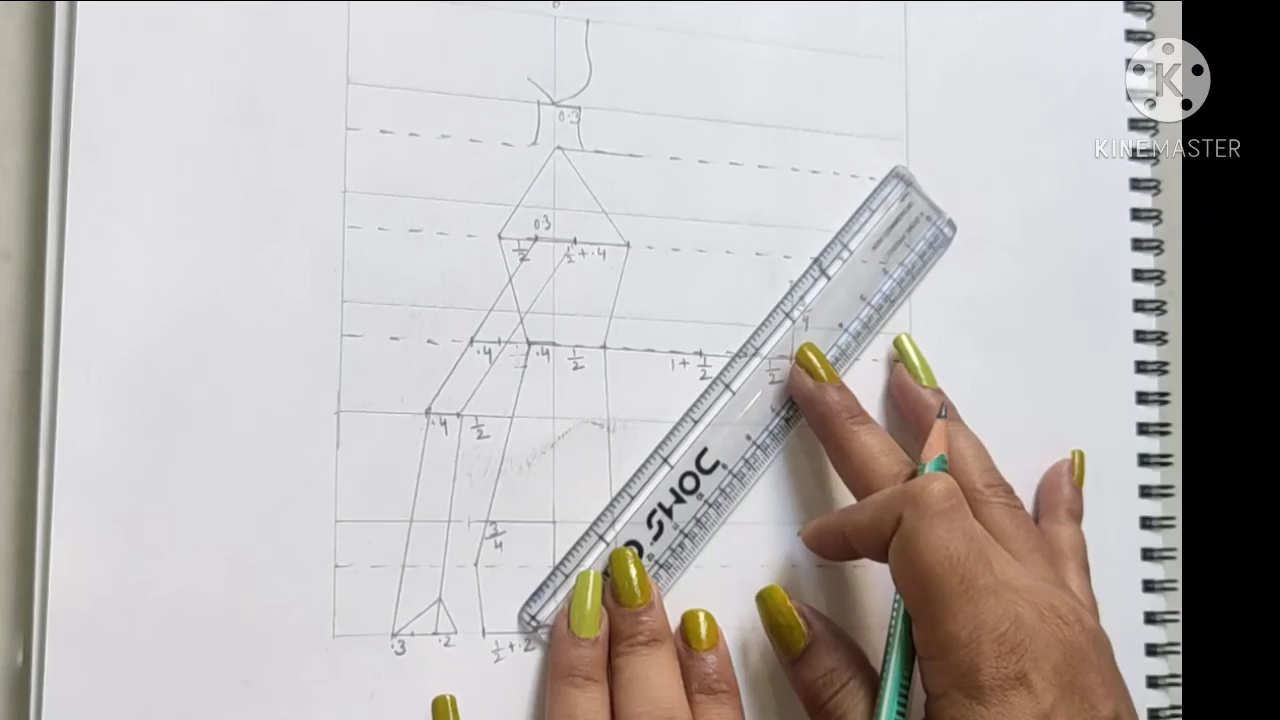 KINEMASTER
0.3
0.3
1/2
1/2 + .4
.4
.4
1/2
1 + 1/2
1/2
.4
1/2
3/4
.3
.2
1/2 + .2
DOMS